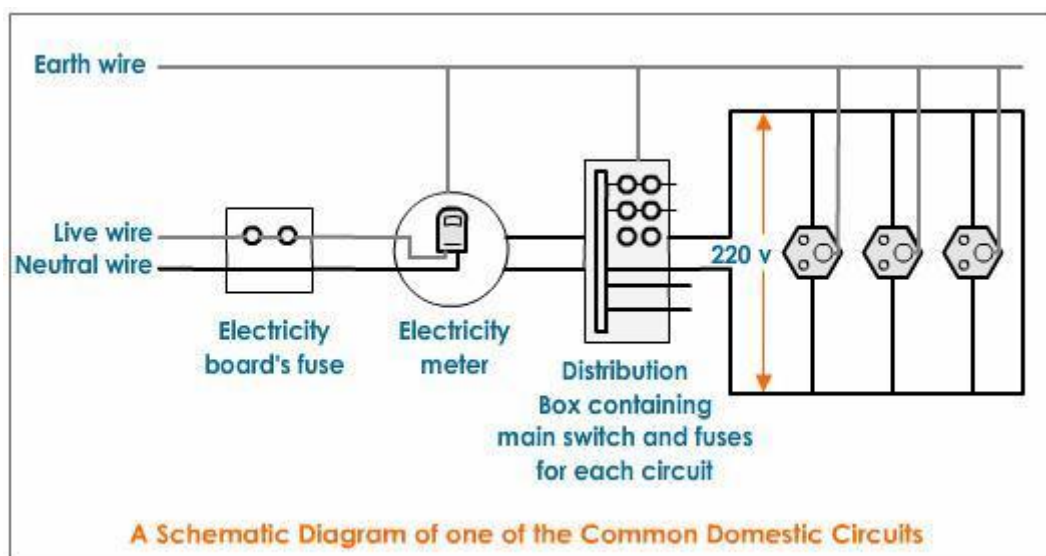 Earth wire
Live wire
Neutral wire
220 v
Electricity
board's fuse
Electricity
meter
Distribution
Box containing
main switch and fuses
for each circuit
A Schematic Diagram of one of the Common Domestic Circuits